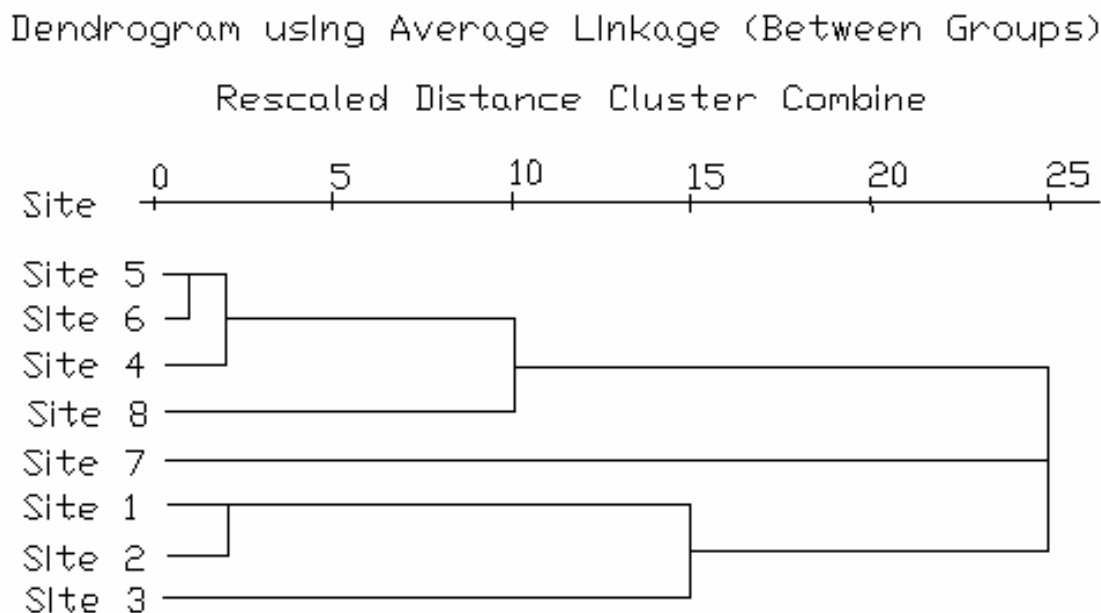 Dendrogram using Average Linkage (Between Groups)
Rescaled Distance Cluster Combine
0 5 10 15 20 25
Site
Site 5
Site 6
Site 4
Site 8
Site 7
Site 1
Site 2
Site 3